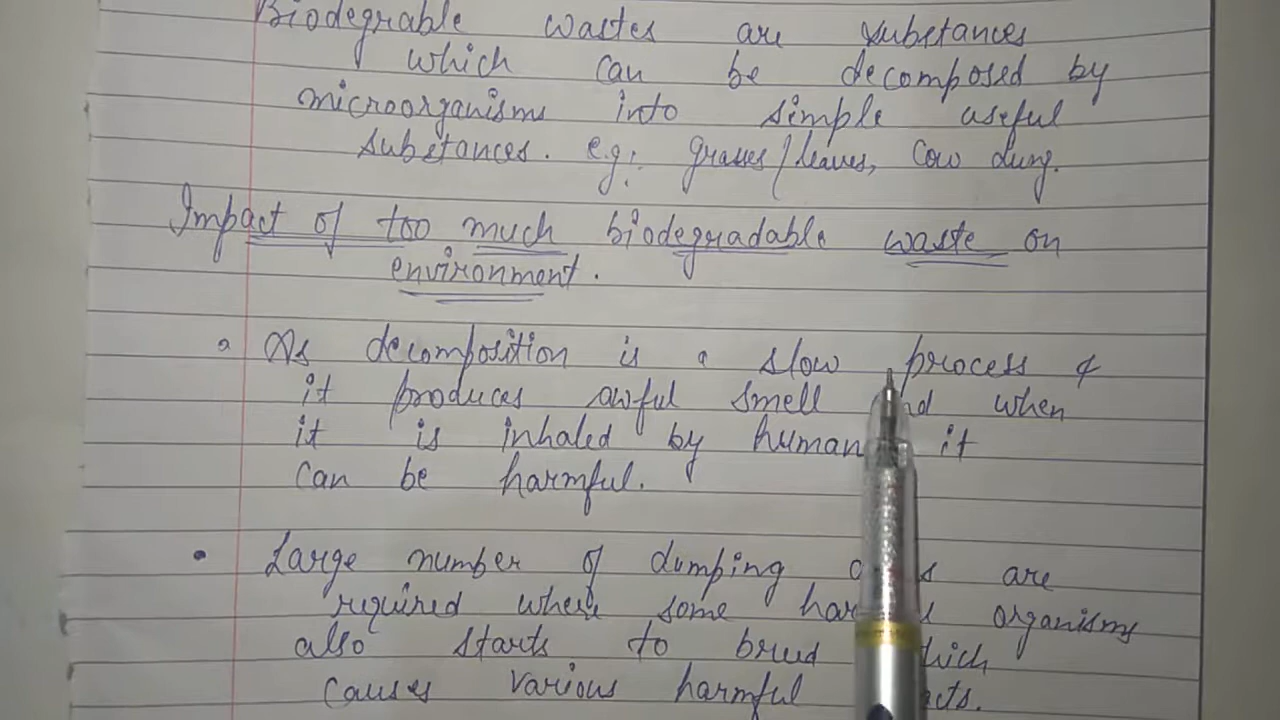 Biodegrable wastes are substances
which can be decomposed by
microorganisms into simple useful
substances. e.g: grasses/leaves, cow dung.
Impact of too much biodegradable waste on
environment.
As decomposition is a slow process &
it produces awful smell and when
it is inhaled by human it
can be harmful.
Large number of dumping are
required where some organisms
also starts to breed which
causes various harmful